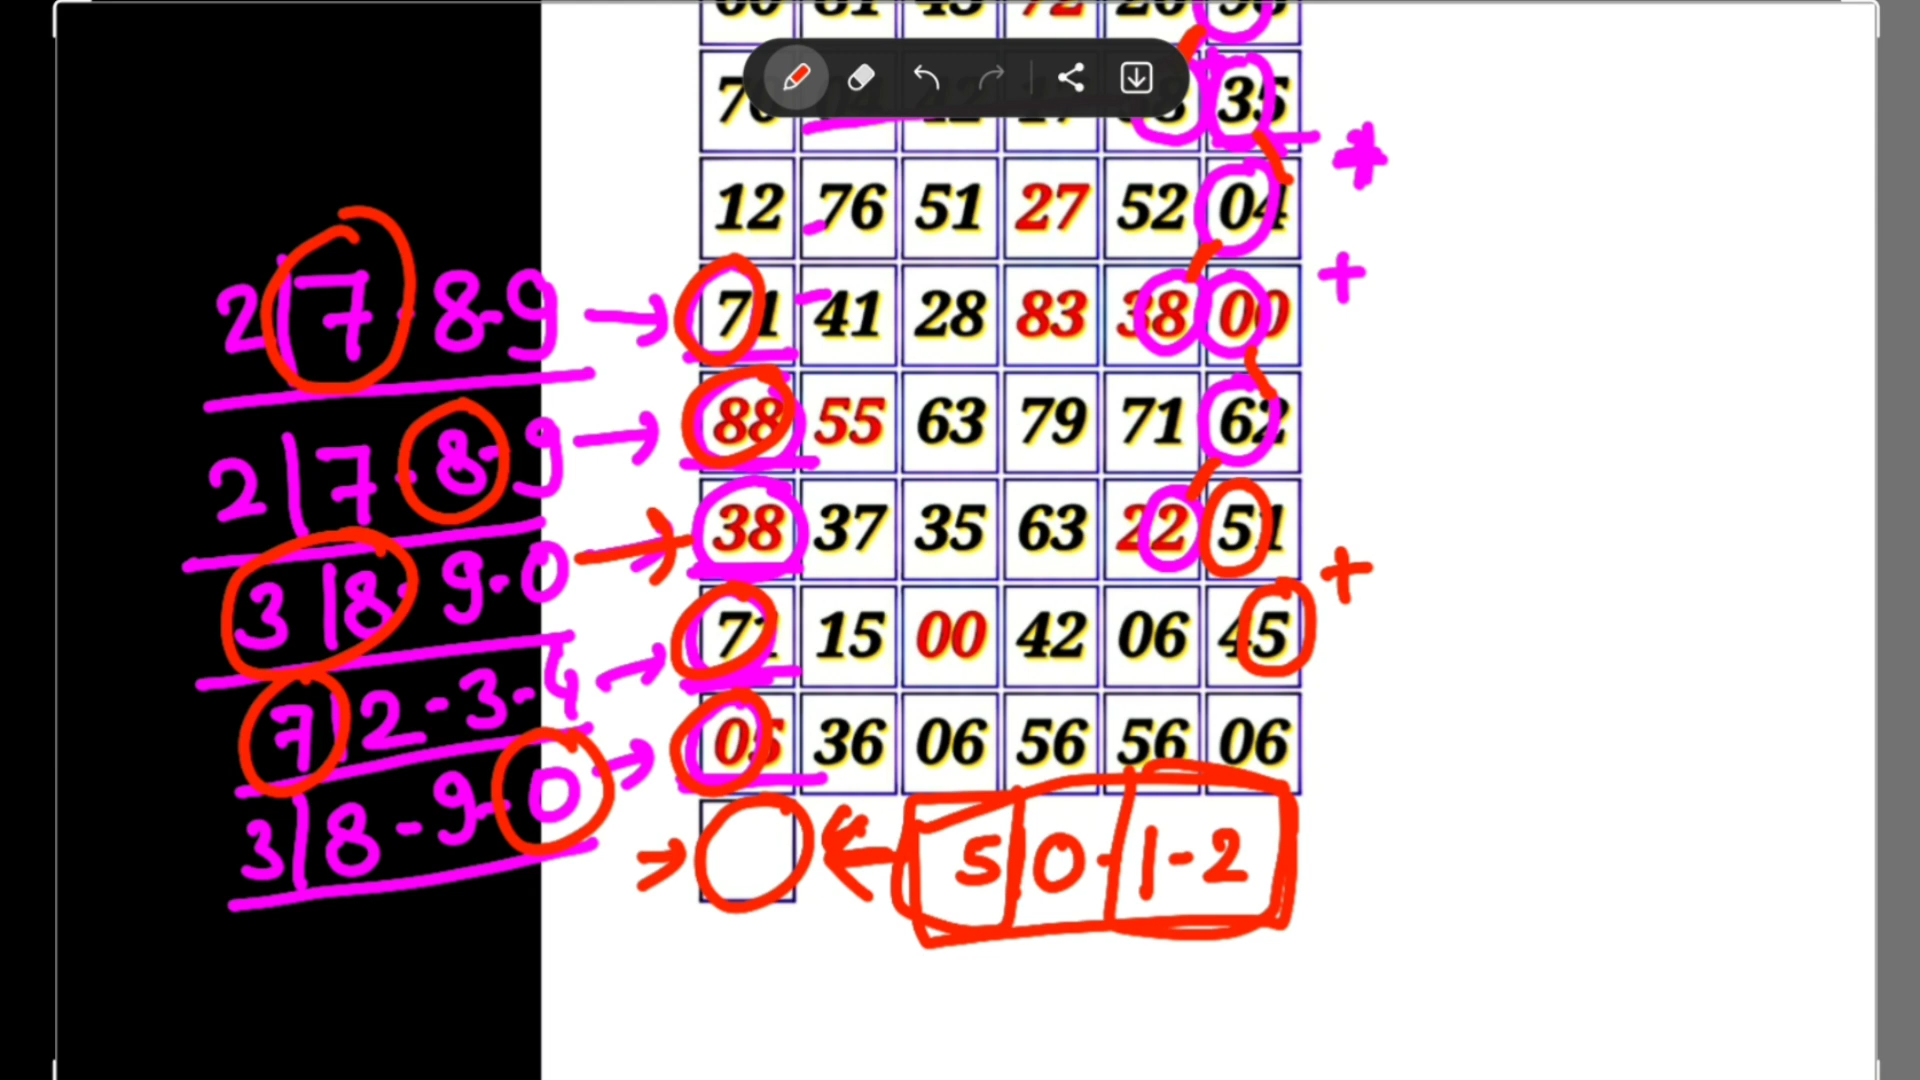 12 76 51 27 52 04
2|7-8-9 → 71 41 28 83 38 00 +
2|7-8-9 → 88 55 63 79 71 62
3|8-9-0 → 38 37 35 63 22 51 +
7|2-3-4 → 71 15 00 42 06 45
3|8-9-0 → 05 36 06 56 56 06
5|0-1-2